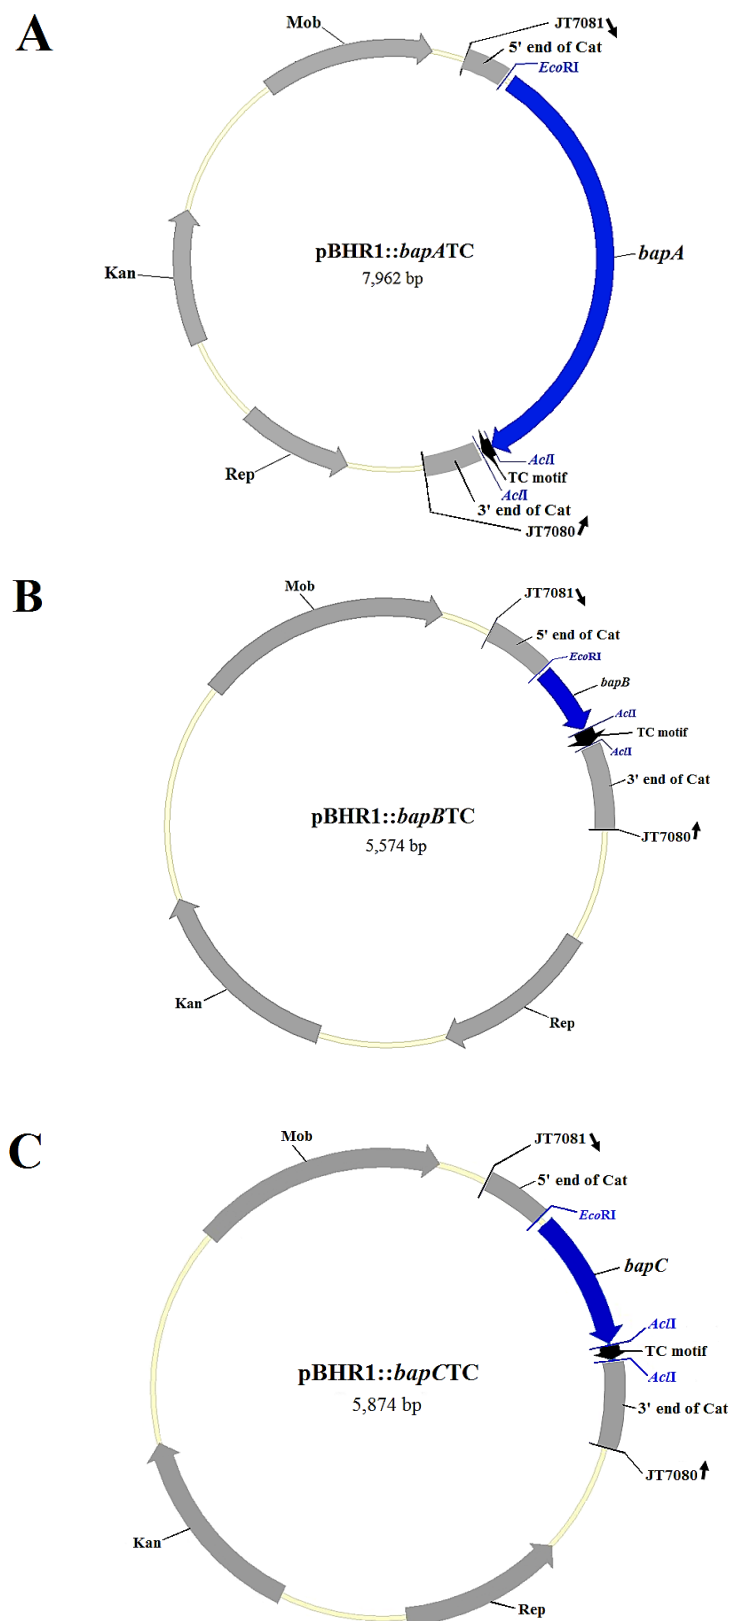 A
Mob
JT7081
5' end of Cat
EcoRI
pBHR1::bapATC
7,962 bp
bapA
Kan
Rep
AclI
TC motif
AclI
3' end of Cat
JT7080
B
Mob
JT7081
5' end of Cat
EcoRI
bapB
AclI
TC motif
AclI
3' end of Cat
pBHR1::bapBTC
5,574 bp
JT7080
Kan
Rep
C
Mob
JT7081
5' end of Cat
EcoRI
bapC
AclI
TC motif
AclI
pBHR1::bapCTC
5,874 bp
3' end of Cat
JT7080
Kan
Rep